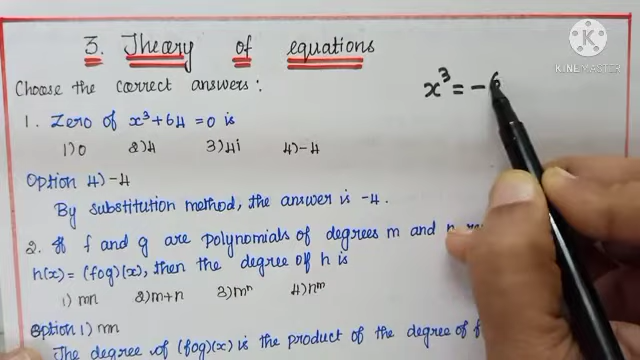 3. Theory of equations
KINEMASTER
Choose the correct answers:
x³ = -6
1. Zero of x³+64=0 is
1) 0 2) 4 3) 4i 4) -4
Option 4) -4
By substitution method, the answer is -4.
2. If f and g are polynomials of degrees m and n
h(x) = (fog)(x), then the degree of h is
1) mn 2) m+n 3) mⁿ 4) nᵐ
Option 1) mn
The degree of (fog)(x) is the product of the degree of f